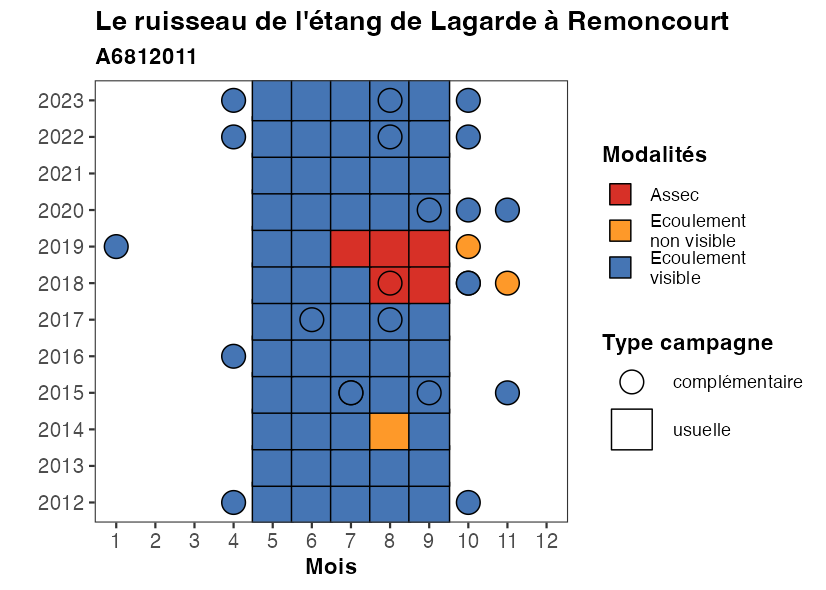 Le ruisseau de l'étang de Lagarde à Remoncourt
A6812011
2023
2022
2021
2020
2019
2018
2017
2016
2015
2014
2013
2012
1 2 3 4 5 6 7 8 9 10 11 12
Mois
Modalités
Assec
Ecoulement
non visible
Ecoulement
visible
Type campagne
complémentaire
usuelle